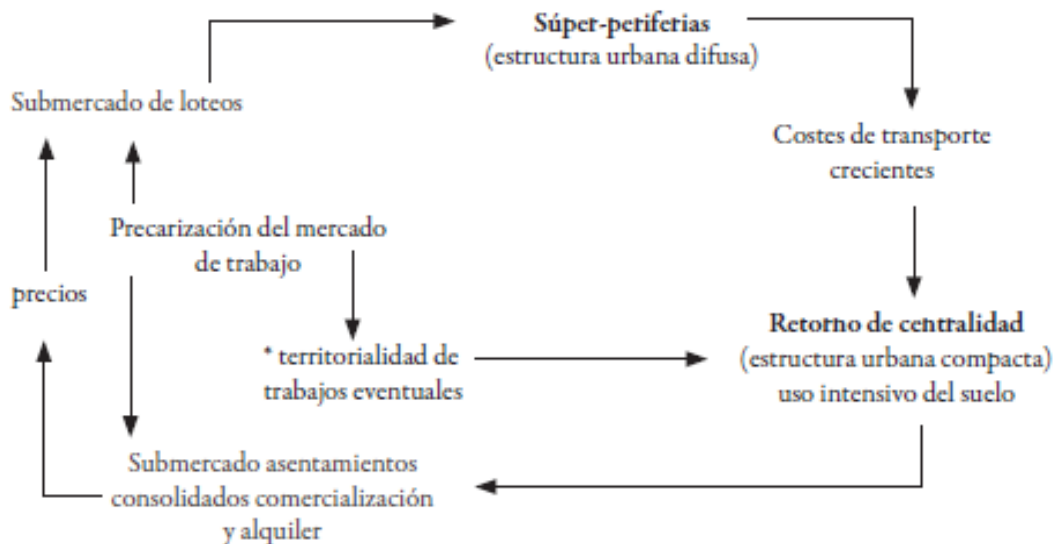 Súper-periferias
(estructura urbana difusa)
Submercado de loteos
Costes de transporte
crecientes
Precarización del mercado
de trabajo
precios
Retorno de centralidad
(estructura urbana compacta)
uso intensivo del suelo
* territorialidad de
trabajos eventuales
Submercado asentamientos
consolidados comercialización
y alquiler